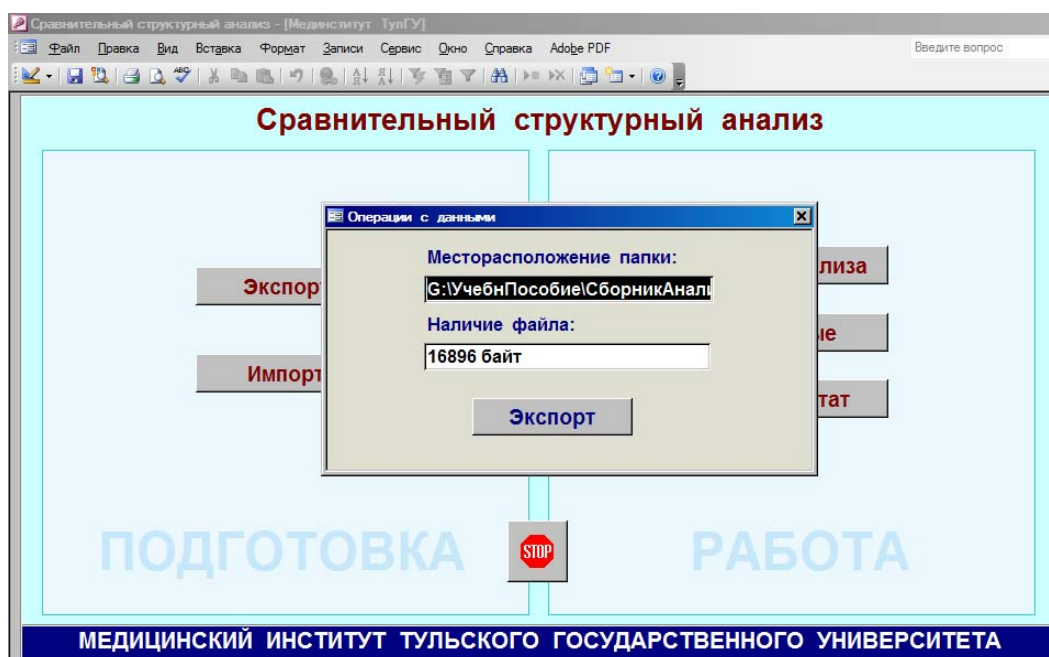 Сравнительный структурный анализ - [Мединститут ТулГУ]
Файл Правка Вид Вставка Формат Записи Сервис Окно Справка Adobe PDF Введите вопрос
Сравнительный структурный анализ
Операции с данными
Месторасположение папки:
G:\УчебнПособие\СборникАнали
Наличие файла:
16896 байт
Экспорт
Экспор
Импорт
лиза
ые
тат
ПОДГОТОВКА
STOP
РАБОТА
МЕДИЦИНСКИЙ ИНСТИТУТ ТУЛЬСКОГО ГОСУДАРСТВЕННОГО УНИВЕРСИТЕТА